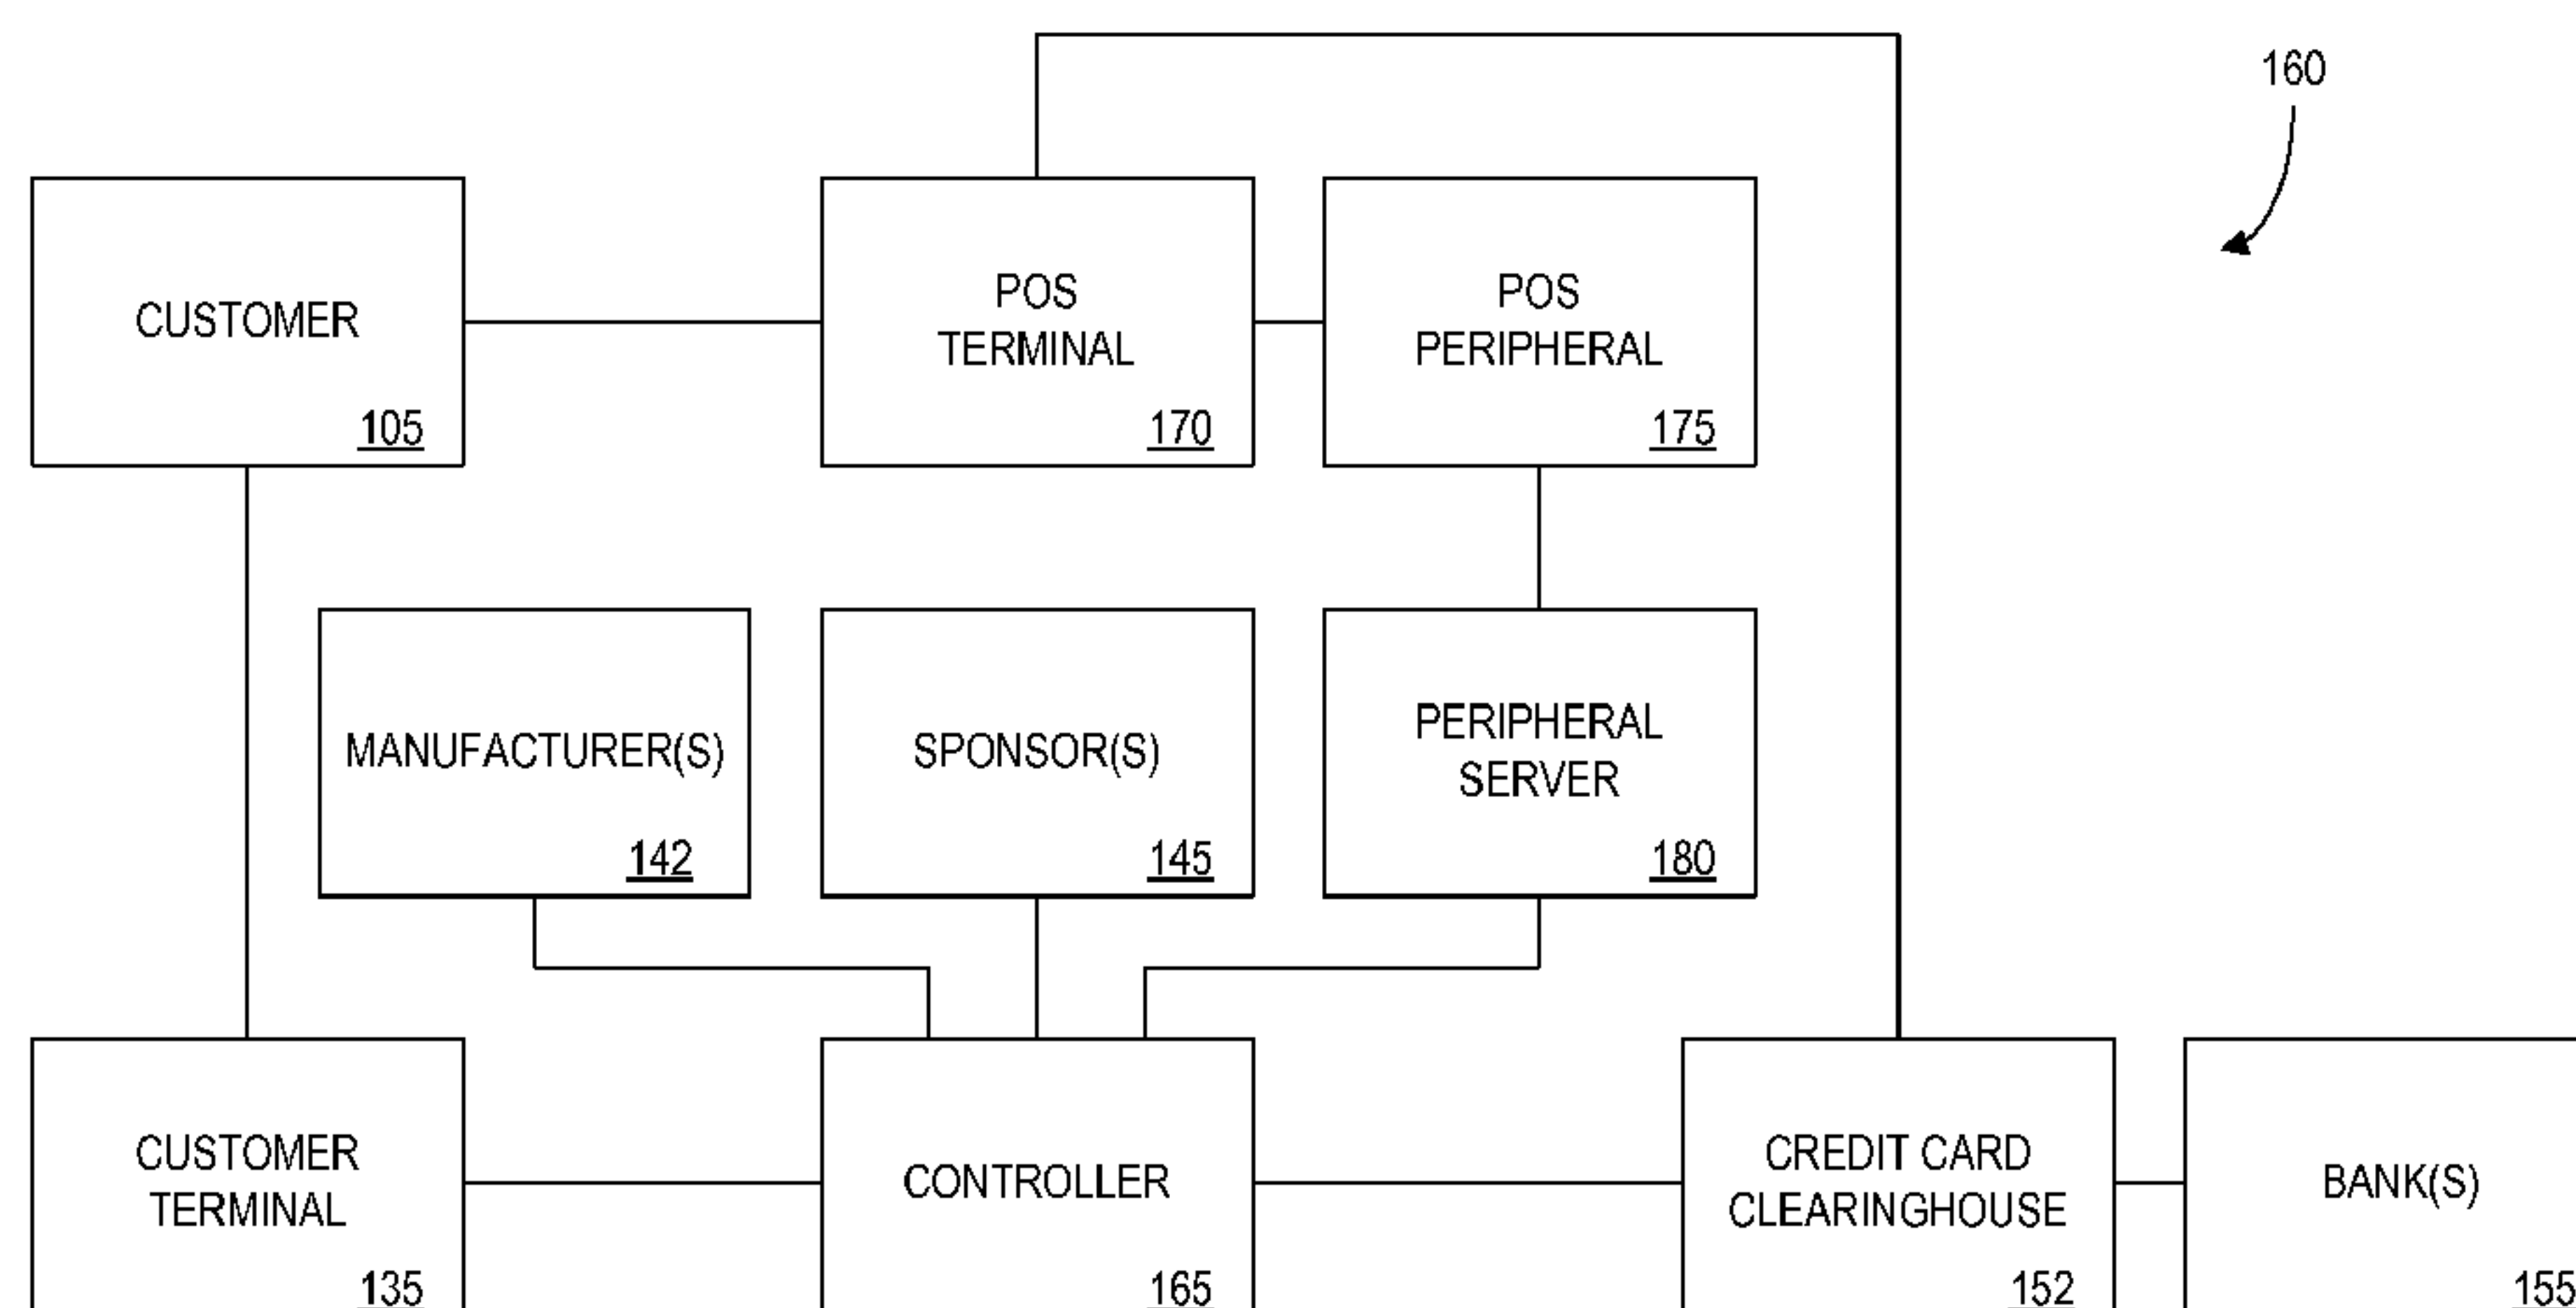 160
CUSTOMER
105
POS
TERMINAL
170
POS
PERIPHERAL
175
MANUFACTURER(S)
142
SPONSOR(S)
145
PERIPHERAL
SERVER
180
CUSTOMER
TERMINAL
135
CONTROLLER
165
CREDIT CARD
CLEARINGHOUSE
152
BANK(S)
155